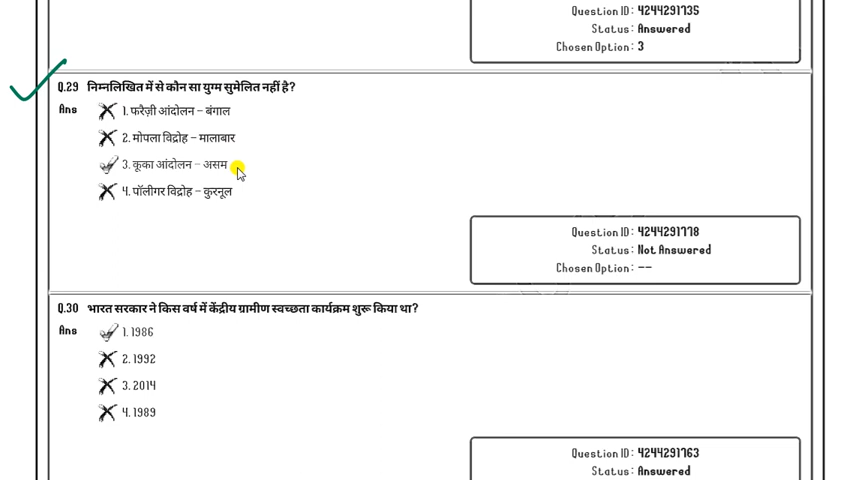 Question ID : 4244291735
Status : Answered
Chosen Option : 3
Q.29 निम्नलिखित में से कौन सा युग्म सुमेलित नहीं है?
Ans 1. फरैज़ी आंदोलन – बंगाल
2. मोपला विद्रोह – मालाबार
3. कूका आंदोलन – असम
4. पॉलीगर विद्रोह – कुरनूल
Question ID : 4244291778
Status : Not Answered
Chosen Option : --
Q.30 भारत सरकार ने किस वर्ष में केंद्रीय ग्रामीण स्वच्छता कार्यक्रम शुरू किया था?
Ans 1. 1986
2. 1992
3. 2014
4. 1989
Question ID : 4244291763
Status : Answered